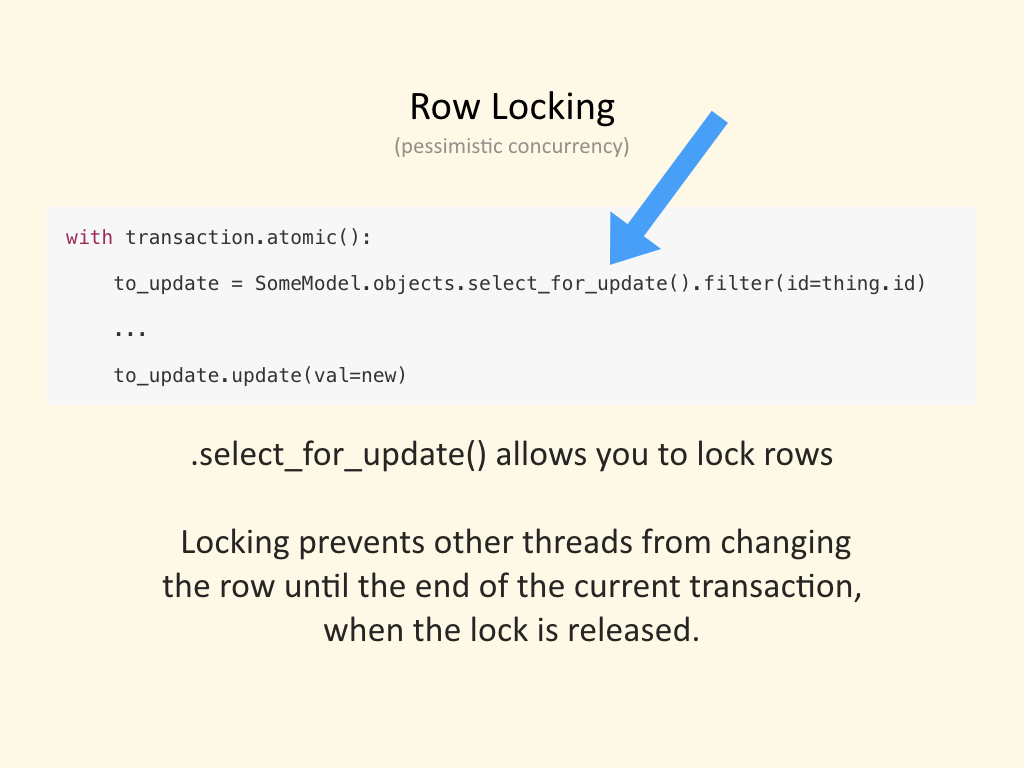 Row Locking
(pessimistic concurrency)
with transaction.atomic():
to_update = SomeModel.objects.select_for_update().filter(id=thing.id)
...
to_update.update(val=new)
.select_for_update() allows you to lock rows
Locking prevents other threads from changing
the row until the end of the current transaction,
when the lock is released.